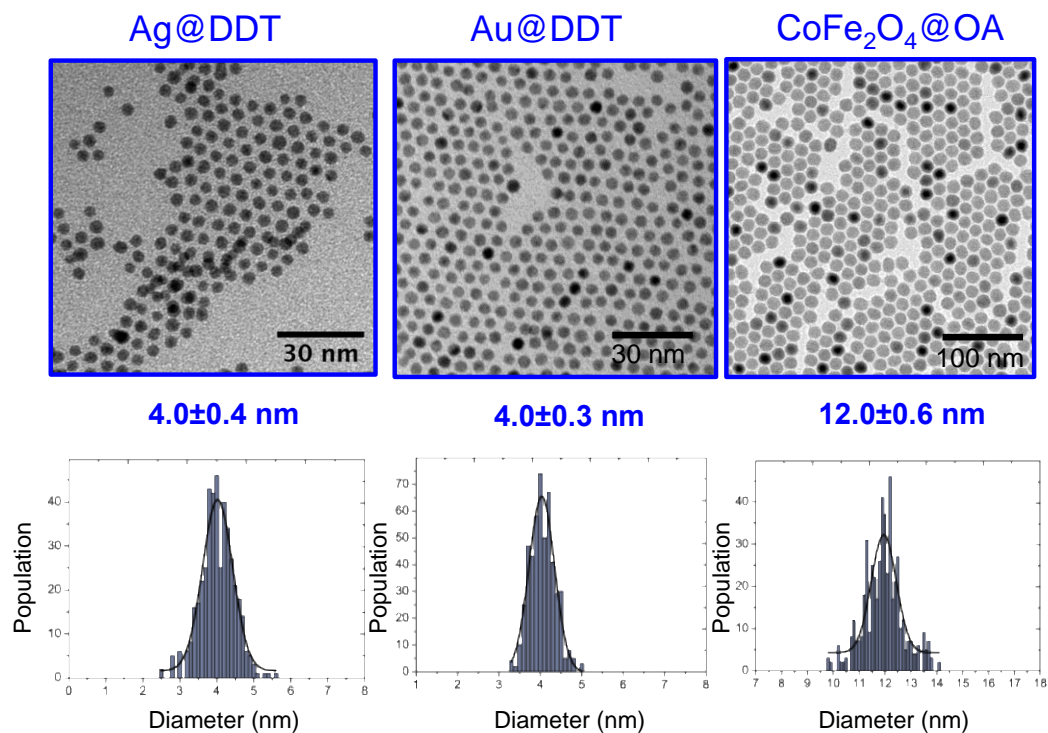 Ag@DDT Au@DDT CoFe₂O₄@OA
30 nm 30 nm 100 nm
4.0±0.4 nm 4.0±0.3 nm 12.0±0.6 nm
Population
40
30
20
10
0
0 1 2 3 4 5 6 7 8
Diameter (nm)
Population
70
60
50
40
30
20
10
0
1 2 3 4 5 6 7 8
Diameter (nm)
Population
50
40
30
20
10
0
7 8 9 10 11 12 13 14 15 16 17 18
Diameter (nm)